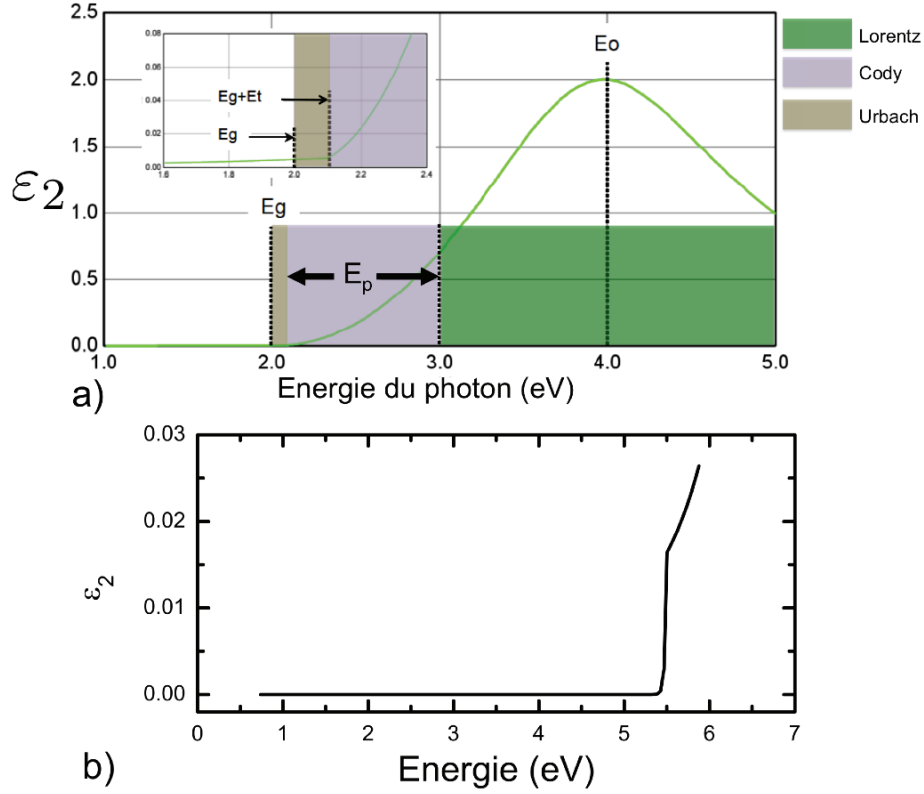 2.5
2.0
1.5
1.0
0.5
0.0
ε2
0.08
0.06
0.04
0.02
0.00
1.6
1.8
2.0
2.2
2.4
Eg+Et
Eg
Eo
Eg
Ep
Lorentz
Cody
Urbach
1.0
2.0
3.0
4.0
5.0
Energie du photon (eV)
a)
0.03
0.02
0.01
0.00
ε2
0
1
2
3
4
5
6
7
Energie (eV)
b)